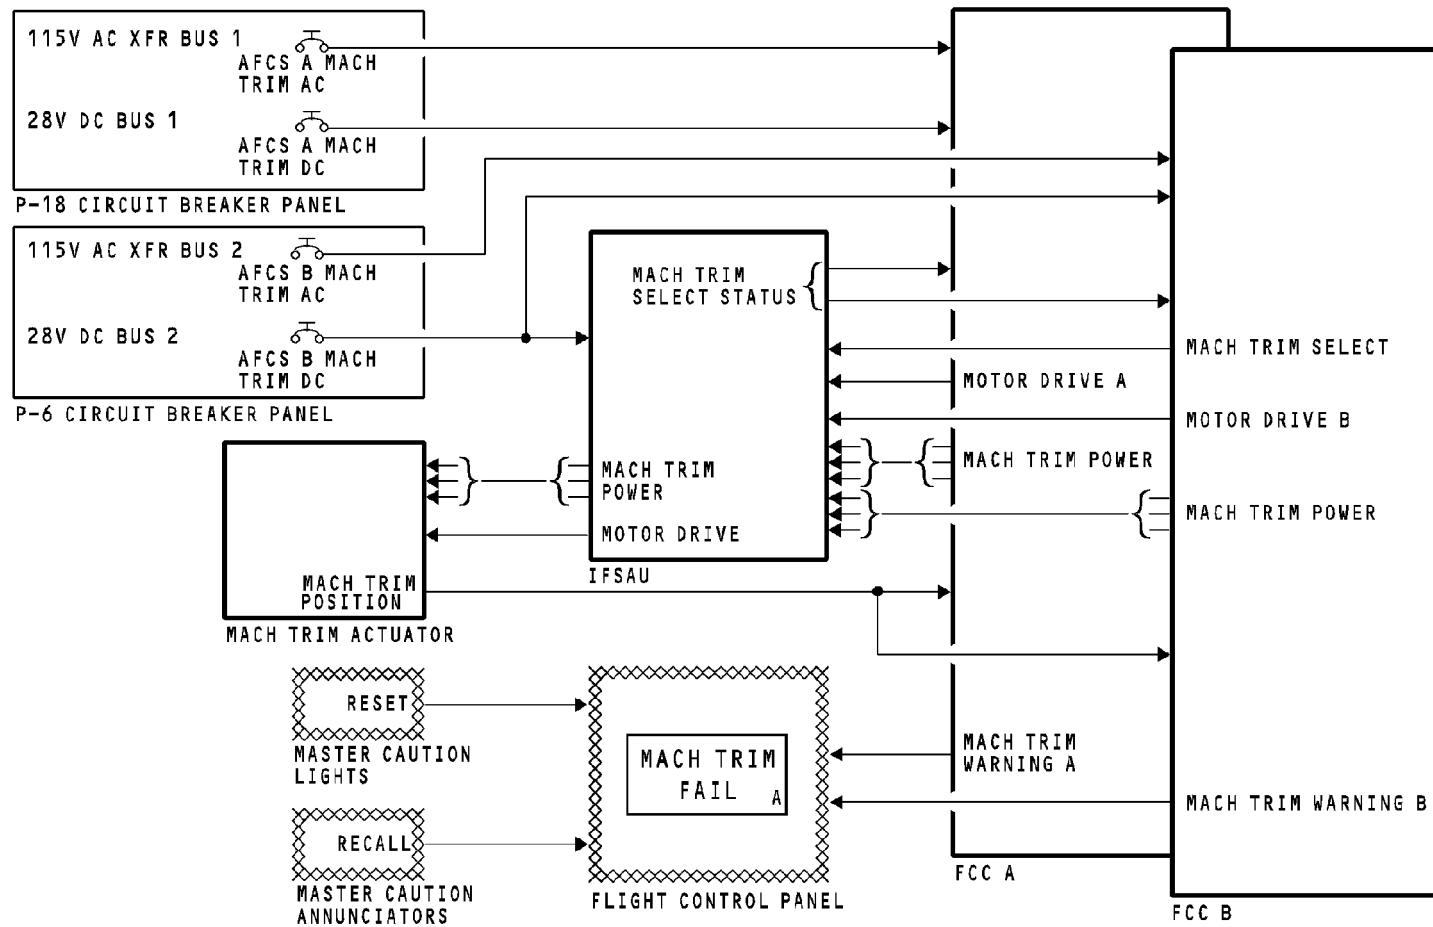 115V AC XFR BUS 1
AFCS A MACH
TRIM AC
28V DC BUS 1
AFCS A MACH
TRIM DC
P-18 CIRCUIT BREAKER PANEL
115V AC XFR BUS 2
AFCS B MACH
TRIM AC
28V DC BUS 2
AFCS B MACH
TRIM DC
P-6 CIRCUIT BREAKER PANEL
MACH TRIM
SELECT STATUS
MACH TRIM SELECT
MOTOR DRIVE A
MOTOR DRIVE B
MACH TRIM POWER
MACH TRIM POWER
MACH TRIM
POWER
MOTOR DRIVE
IFSAU
MACH TRIM
POSITION
MACH TRIM ACTUATOR
RESET
MASTER CAUTION
LIGHTS
RECALL
MASTER CAUTION
ANNUNCIATORS
MACH TRIM
FAIL
A
FLIGHT CONTROL PANEL
MACH TRIM
WARNING A
MACH TRIM WARNING B
FCC A
FCC B